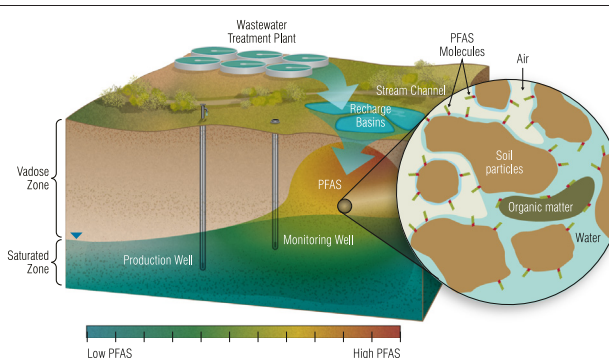 Wastewater
Treatment Plant
PFAS
Molecules
Air
Stream Channel
Recharge
Basins
Soil
particles
Vadose
Zone
PFAS
Organic matter
Water
Monitoring Well
Saturated
Zone
Production Well
Low PFAS
High PFAS